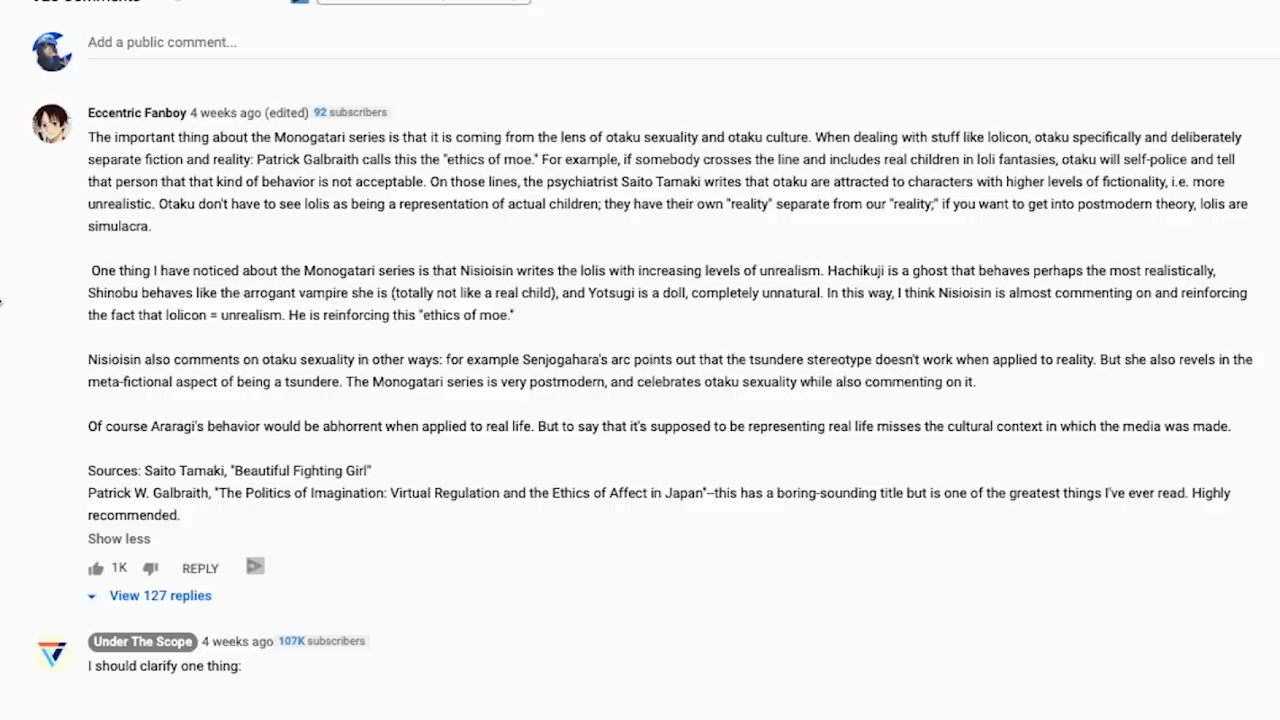 Add a public comment...
Eccentric Fanboy 4 weeks ago (edited) 92 subscribers
The important thing about the Monogatari series is that it is coming from the lens of otaku sexuality and otaku culture. When dealing with stuff like lolicon, otaku specifically and deliberately
separate fiction and reality: Patrick Galbraith calls this the "ethics of moe." For example, if somebody crosses the line and includes real children in loli fantasies, otaku will self-police and tell
that person that that kind of behavior is not acceptable. On those lines, the psychiatrist Saito Tamaki writes that otaku are attracted to characters with higher levels of fictionality, i.e. more
unrealistic. Otaku don't have to see lolis as being a representation of actual children; they have their own "reality" separate from our "reality;" if you want to get into postmodern theory, lolis are
simulacra.
One thing I have noticed about the Monogatari series is that Nisioisin writes the lolis with increasing levels of unrealism. Hachikuji is a ghost that behaves perhaps the most realistically,
Shinobu behaves like the arrogant vampire she is (totally not like a real child), and Yotsugi is a doll, completely unnatural. In this way, I think Nisioisin is almost commenting on and reinforcing
the fact that lolicon = unrealism. He is reinforcing this "ethics of moe."
Nisioisin also comments on otaku sexuality in other ways: for example Senjogahara's arc points out that the tsundere stereotype doesn't work when applied to reality. But she also revels in the
meta-fictional aspect of being a tsundere. The Monogatari series is very postmodern, and celebrates otaku sexuality while also commenting on it.
Of course Araragi's behavior would be abhorrent when applied to real life. But to say that it's supposed to be representing real life misses the cultural context in which the media was made.
Sources: Saito Tamaki, "Beautiful Fighting Girl"
Patrick W. Galbraith, "The Politics of Imagination: Virtual Regulation and the Ethics of Affect in Japan"--this has a boring-sounding title but is one of the greatest things I've ever read. Highly
recommended.
Show less
1K REPLY
View 127 replies
Under The Scope 4 weeks ago 107K subscribers
I should clarify one thing: